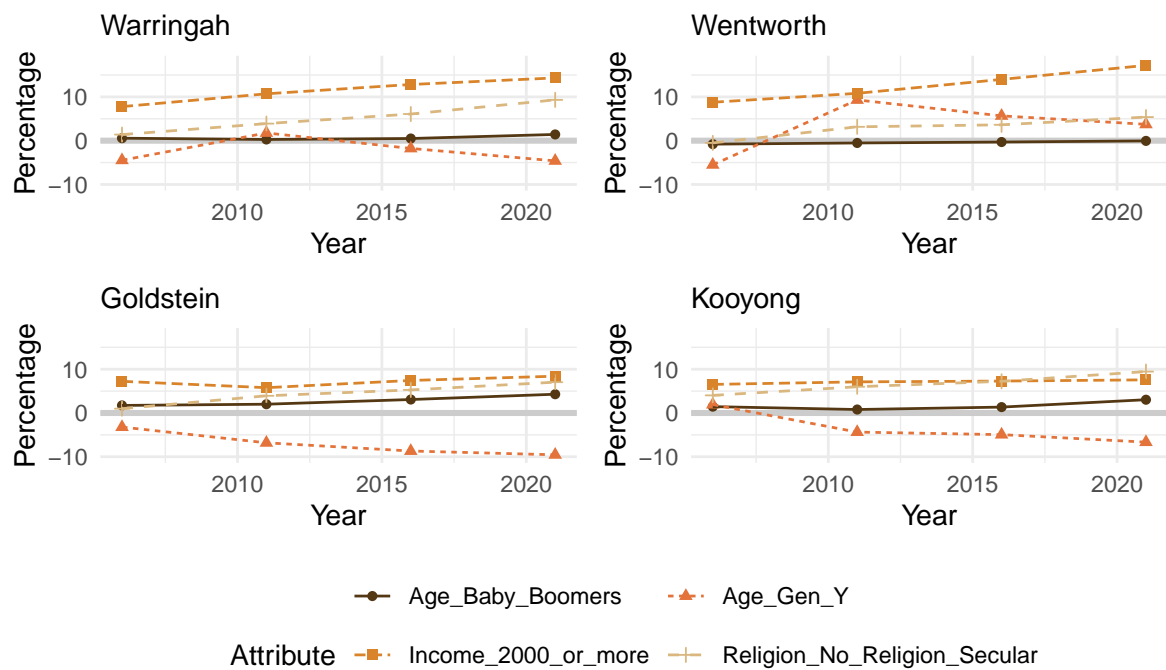 Warringah
Wentworth
Percentage
10
0
−10
2010
2015
2020
Year
Percentage
10
0
−10
2010
2015
2020
Year
Goldstein
Kooyong
Percentage
10
0
−10
2010
2015
2020
Year
Percentage
10
0
−10
2010
2015
2020
Year
Age_Baby_Boomers
Age_Gen_Y
Attribute
Income_2000_or_more
Religion_No_Religion_Secular